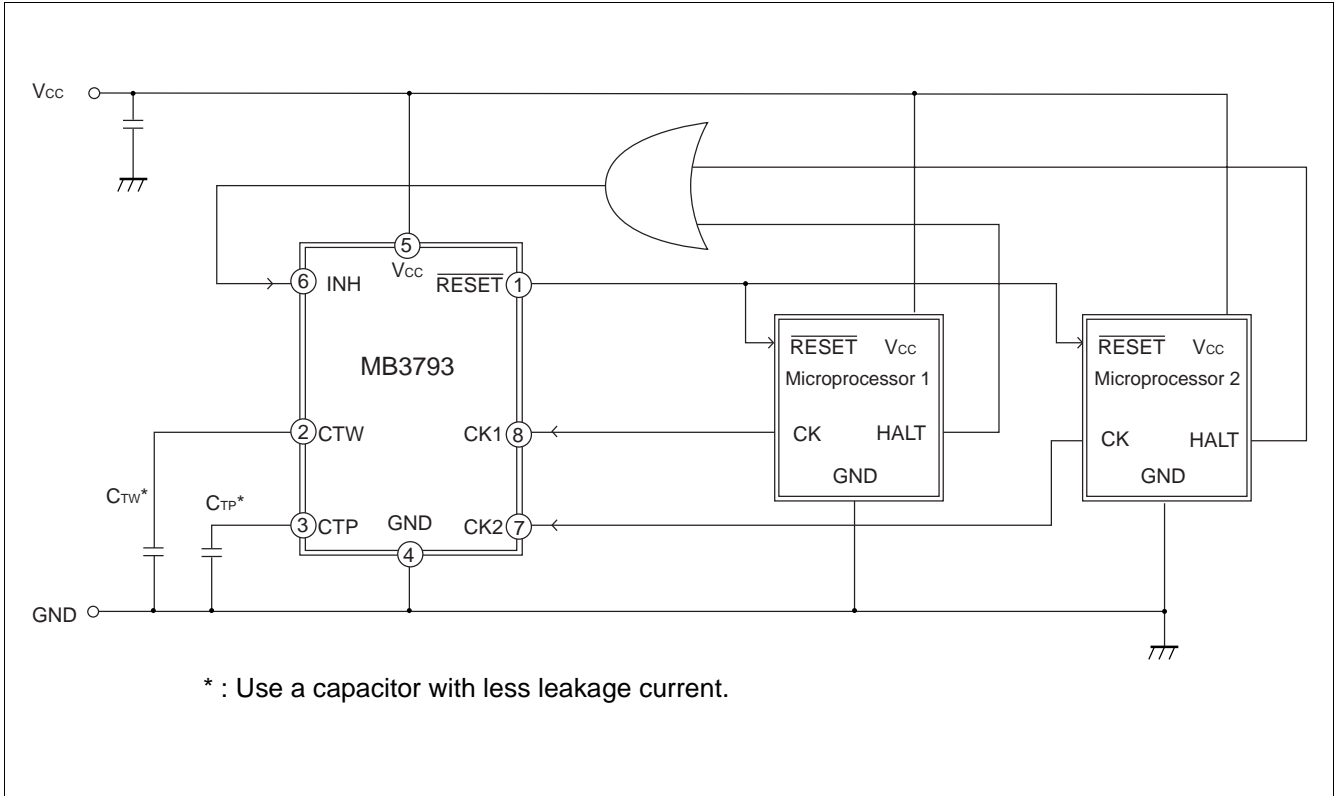 Vcc
5
Vcc
6
INH
RESET
1
MB3793
RESET
Vcc
Microprocessor 1
RESET
Vcc
Microprocessor 2
2
CTW
CK1
8
CK
HALT
CK
HALT
GND
GND
CTW*
CTP*
3
CTP
GND
CK2
7
4
GND
* : Use a capacitor with less leakage current.